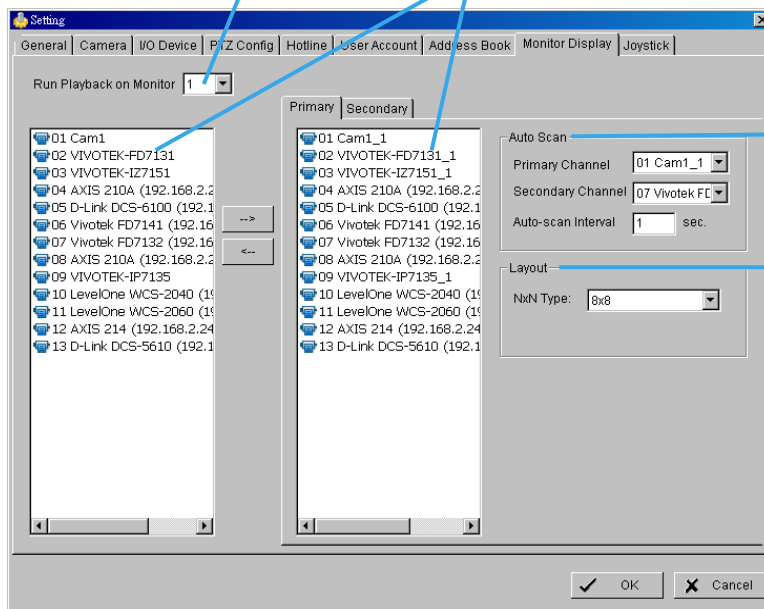 Setting
General Camera I/O Device PTZ Config Hotline User Account Address Book Monitor Display Joystick
Run Playback on Monitor 1
Primary Secondary
01 Cam1
02 VIVOTEK-FD7131
03 VIVOTEK-IZ7151
04 AXIS 210A (192.168.2.2
05 D-Link DCS-6100 (192.1
06 Vivotek FD7141 (192.16
07 Vivotek FD7132 (192.16
08 AXIS 210A (192.168.2.2
09 VIVOTEK-IP7135
10 LevelOne WCS-2040 (19
11 LevelOne WCS-2060 (19
12 AXIS 214 (192.168.2.24
13 D-Link DCS-5610 (192.1
-->
<--
01 Cam1_1
02 VIVOTEK-FD7131_1
03 VIVOTEK-IZ7151_1
04 AXIS 210A (192.168.2.2
05 D-Link DCS-6100 (192.1
06 Vivotek FD7141 (192.16
07 Vivotek FD7132 (192.16
08 AXIS 210A (192.168.2.2
09 VIVOTEK-IP7135_1
10 LevelOne WCS-2040 (19
11 LevelOne WCS-2060 (19
12 AXIS 214 (192.168.2.24
13 D-Link DCS-5610 (192.1
Auto Scan
Primary Channel 01 Cam1_1
Secondary Channel 07 Vivotek FD
Auto-scan Interval 1 sec.
Layout
NxN Type: 8x8
OK Cancel